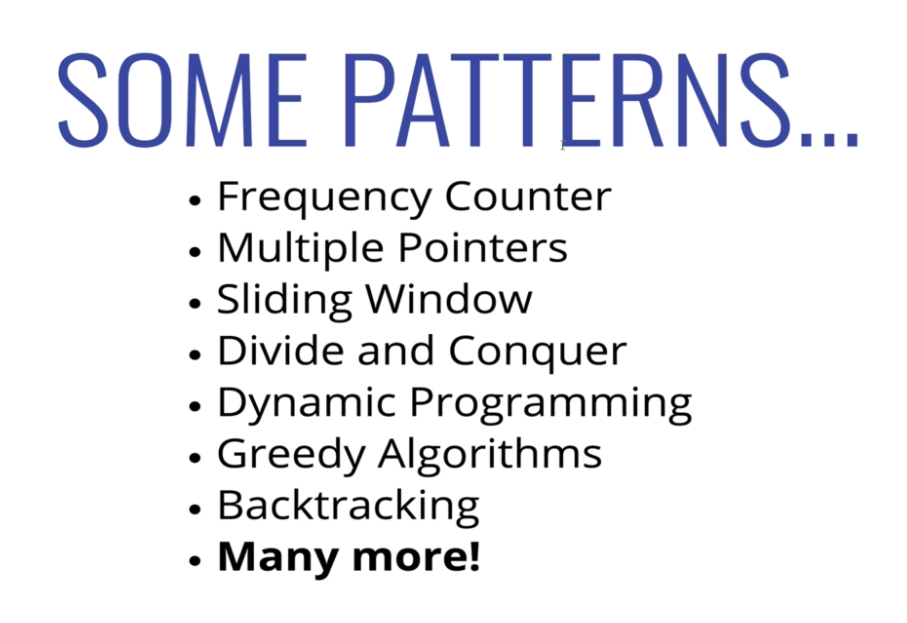 SOME PATTERNS...
• Frequency Counter
• Multiple Pointers
• Sliding Window
• Divide and Conquer
• Dynamic Programming
• Greedy Algorithms
• Backtracking
• Many more!